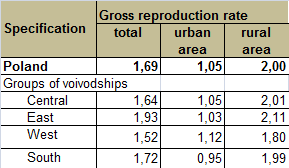 Specification Gross reproduction rate
total urban area rural area
Poland 1,69 1,05 2,00
Groups of voivodships
Central 1,64 1,05 2,01
East 1,93 1,03 2,11
West 1,52 1,12 1,80
South 1,72 0,95 1,99